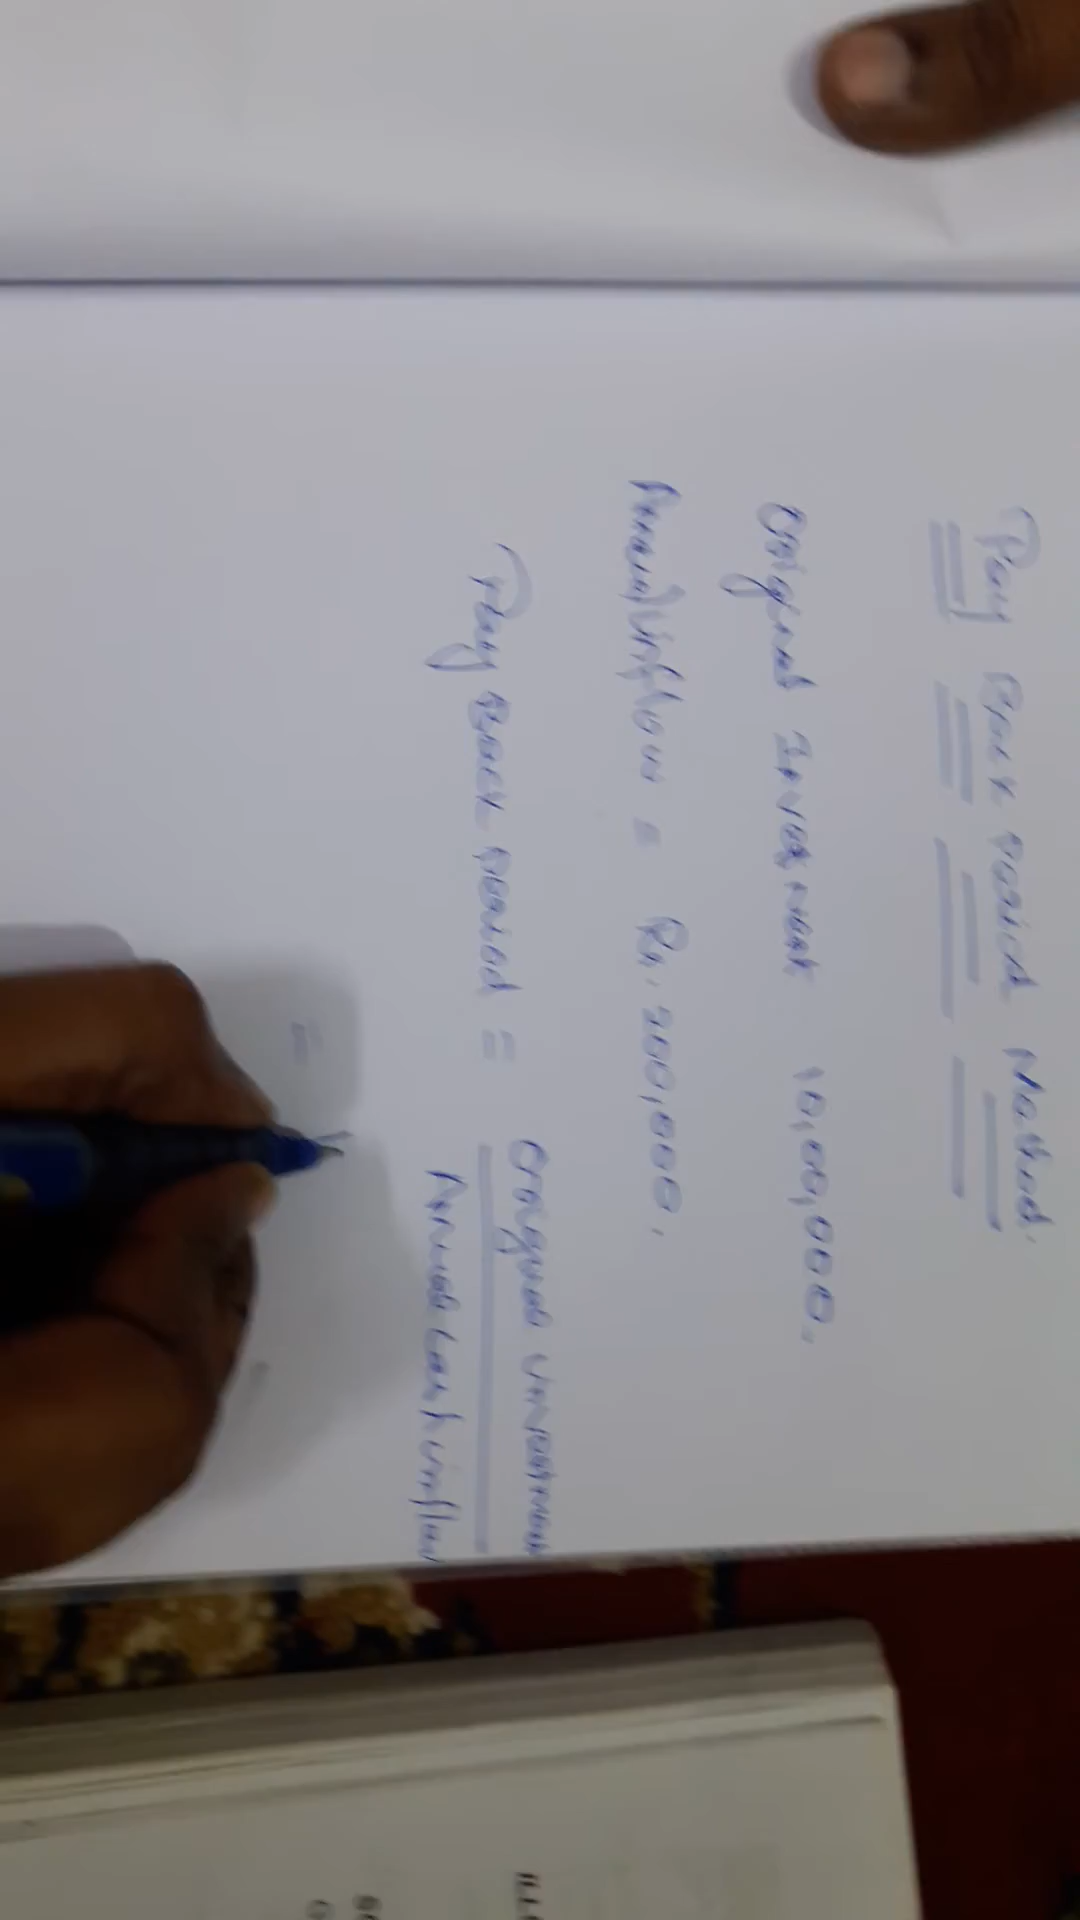 Pay Back Period Method.
Original Investment 10,00,000.
Annual inflow = Rs. 200,000.
Pay Back Period = Original investment
Annual Cash inflow
=